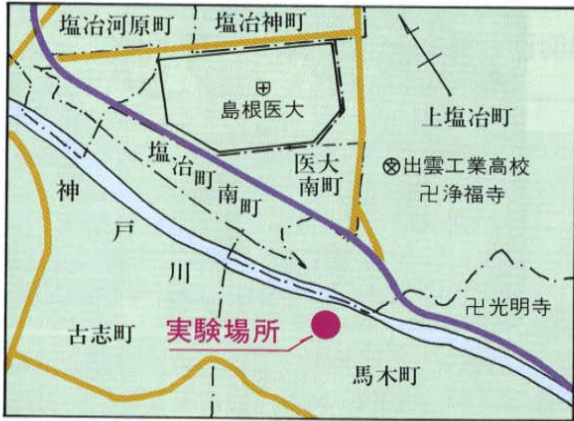 塩冶河原町
塩冶神町
島根医大
上塩冶町
塩冶町南町
医大
南町
出雲工業高校
卍浄福寺
神戸川
卍光明寺
古志町
実験場所
馬木町